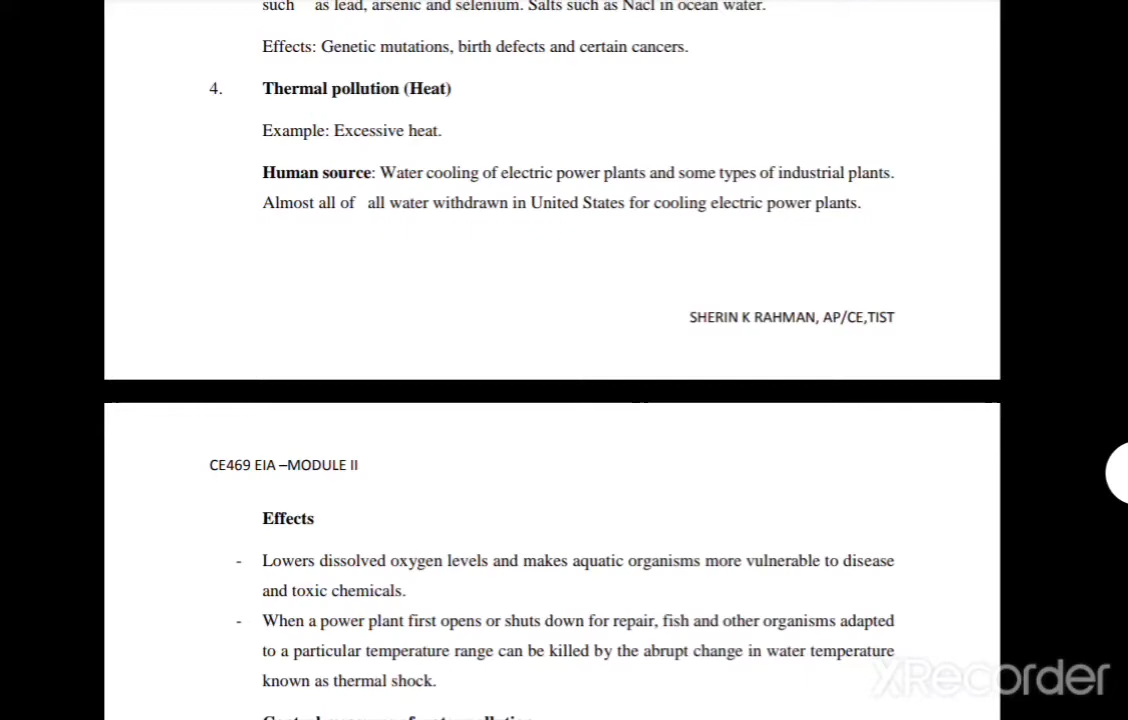 such as lead, arsenic and selenium. Salts such as Nacl in ocean water.
Effects: Genetic mutations, birth defects and certain cancers.
4. Thermal pollution (Heat)
Example: Excessive heat.
Human source: Water cooling of electric power plants and some types of industrial plants.
Almost all of all water withdrawn in United States for cooling electric power plants.
SHERIN K RAHMAN, AP/CE,TIST
CE469 EIA –MODULE II
Effects
- Lowers dissolved oxygen levels and makes aquatic organisms more vulnerable to disease
and toxic chemicals.
- When a power plant first opens or shuts down for repair, fish and other organisms adapted
to a particular temperature range can be killed by the abrupt change in water temperature
known as thermal shock.
XRecorder